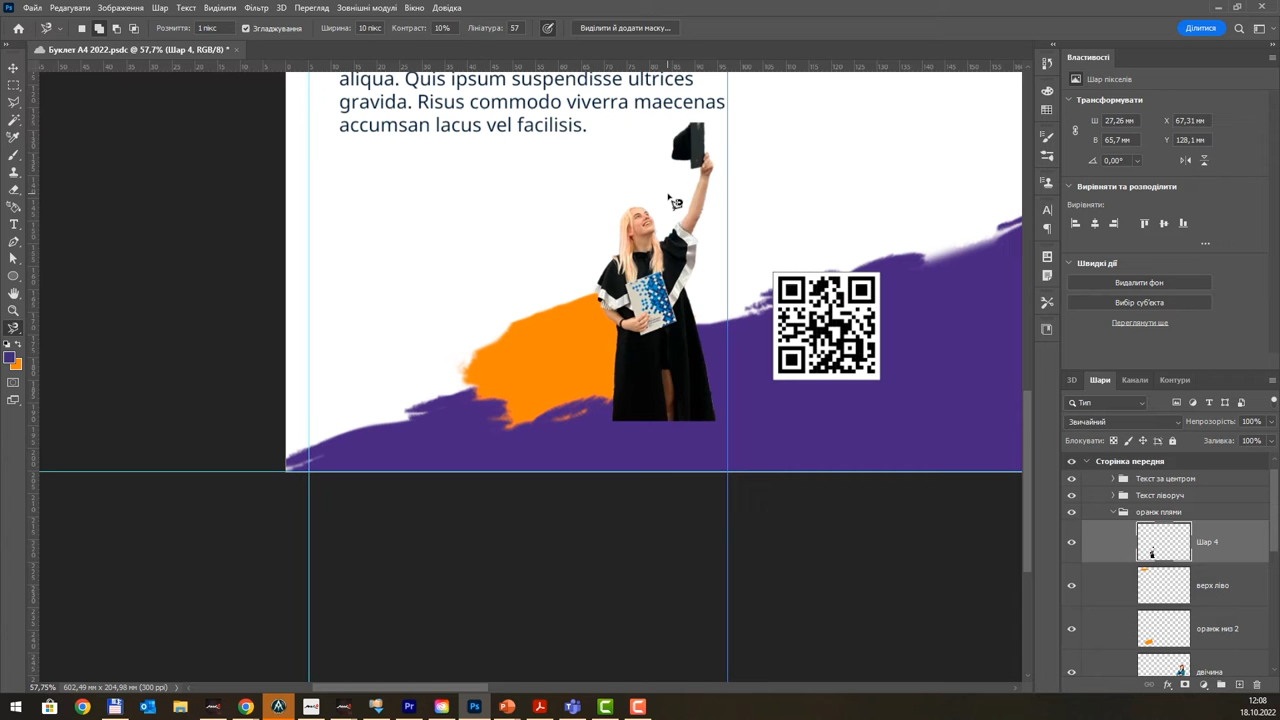 Файл Редагувати Зображення Шар Текст Виділити Фільтр 3D Перегляд Зовнішні модулі Вікно Довідка
Розмиття: 1 пікс Згладжування Ширина: 10 пікс Контраст: 10% Лініатура: 57 Виділити й додати маску... Ділитися
Буклет A4 2022.psdc @ 57,7% (Шар 4, RGB/8) *
aliqua. Quis ipsum suspendisse ultrices
gravida. Risus commodo viverra maecenas
accumsan lacus vel facilisis.
Властивості
Шар пікселів
Трансформувати
Ш 27,26 мм X 67,31 мм
В 65,7 мм Y 128,1 мм
0,00°
Вирівняти та розподілити
Вирівняти:
Швидкі дії
Видалити фон
Вибір суб'єкта
Переглянути ще
3D Шари Канали Контури
Тип
Звичайний Непрозорість: 100%
Блокувати: Заливка: 100%
Сторінка передня
Текст за центром
Текст ліворуч
оранж плями
Шар 4
верх ліво
оранж низ 2
двічина
57,75% 602,49 мм x 204,98 мм (300 ppi)
12:08
18.10.2022